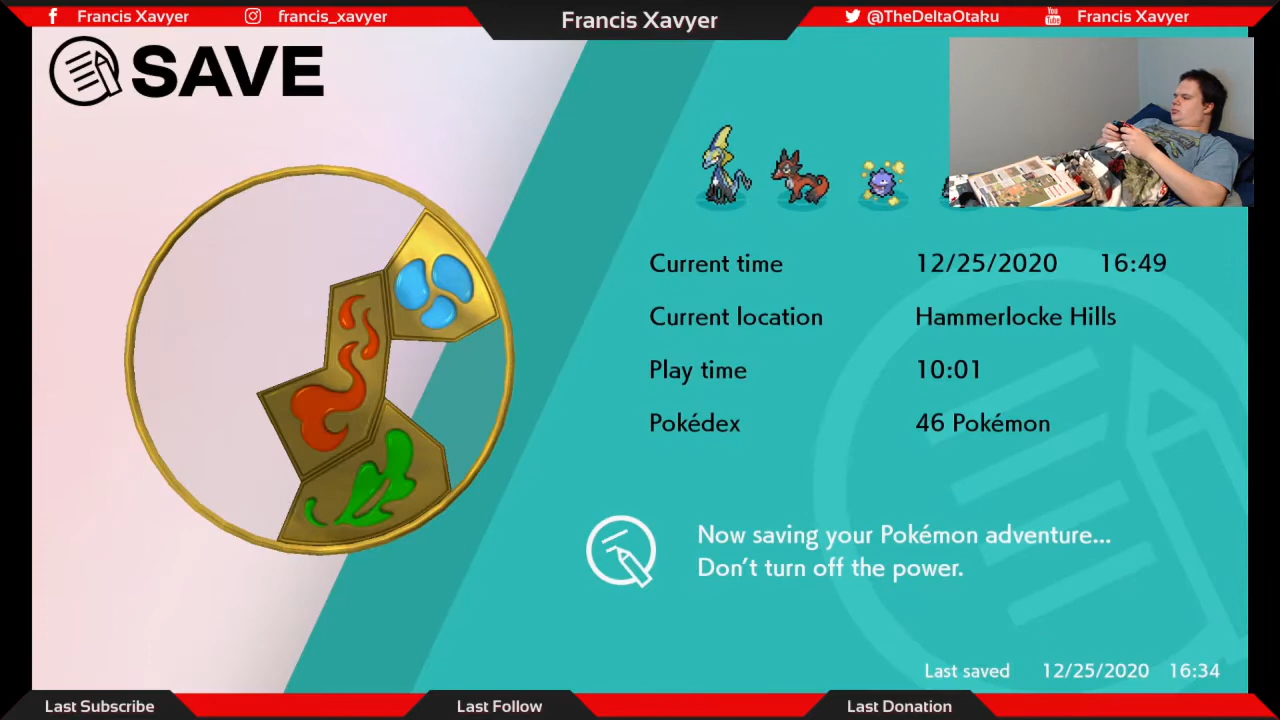 Francis Xavyer
francis_xavyer
Francis Xavyer
@TheDeltaOtaku
You Tube
Francis Xavyer
SAVE
Current time 12/25/2020 16:49
Current location Hammerlocke Hills
Play time 10:01
Pokédex 46 Pokémon
Now saving your Pokémon adventure...
Don't turn off the power.
Last saved 12/25/2020 16:34
Last Subscribe
Last Follow
Last Donation